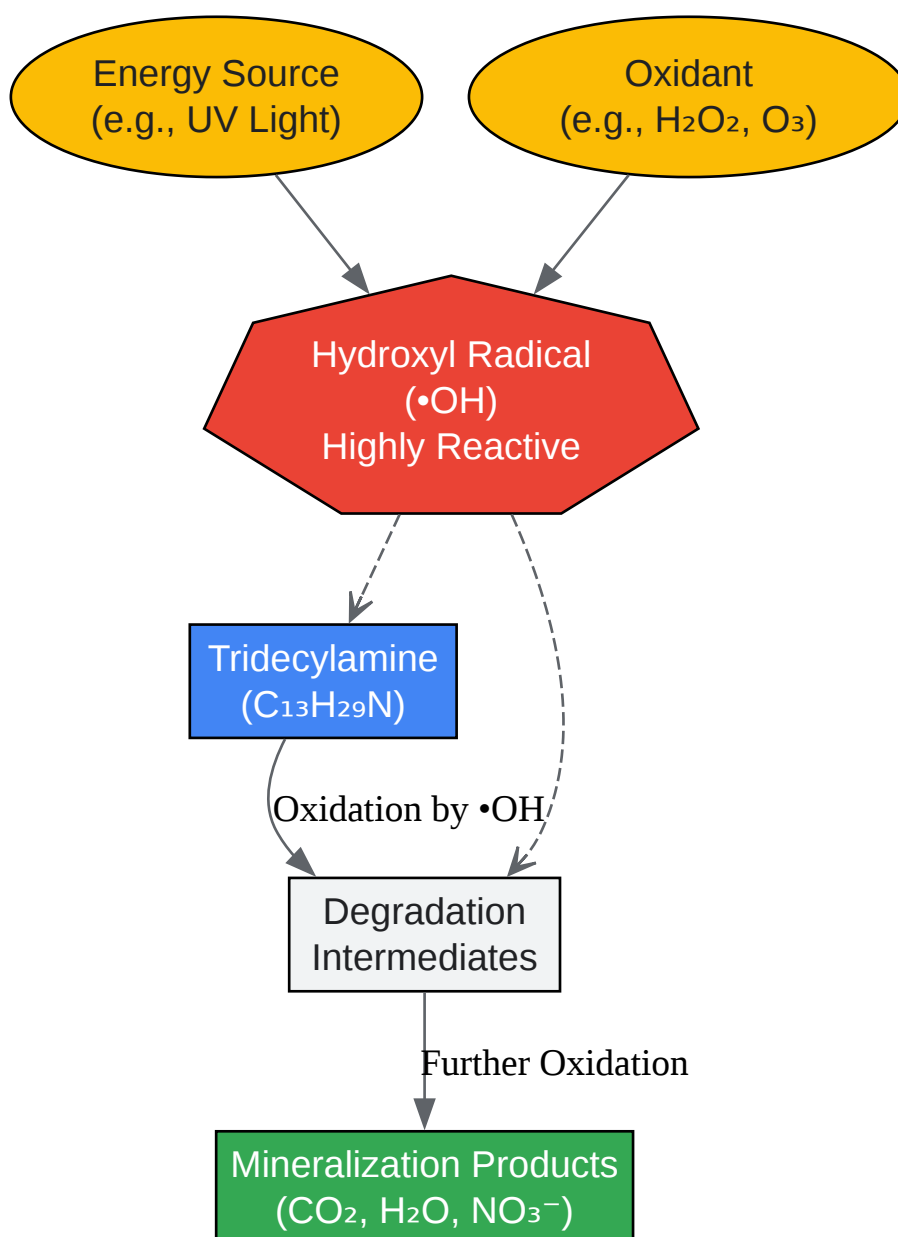 Energy Source
(e.g., UV Light)
Oxidant
(e.g., H₂O₂, O₃)
Hydroxyl Radical
(•OH)
Highly Reactive
Tridecylamine
(C₁₃H₂₉N)
Oxidation by •OH
Degradation
Intermediates
Further Oxidation
Mineralization Products
(CO₂, H₂O, NO₃⁻)